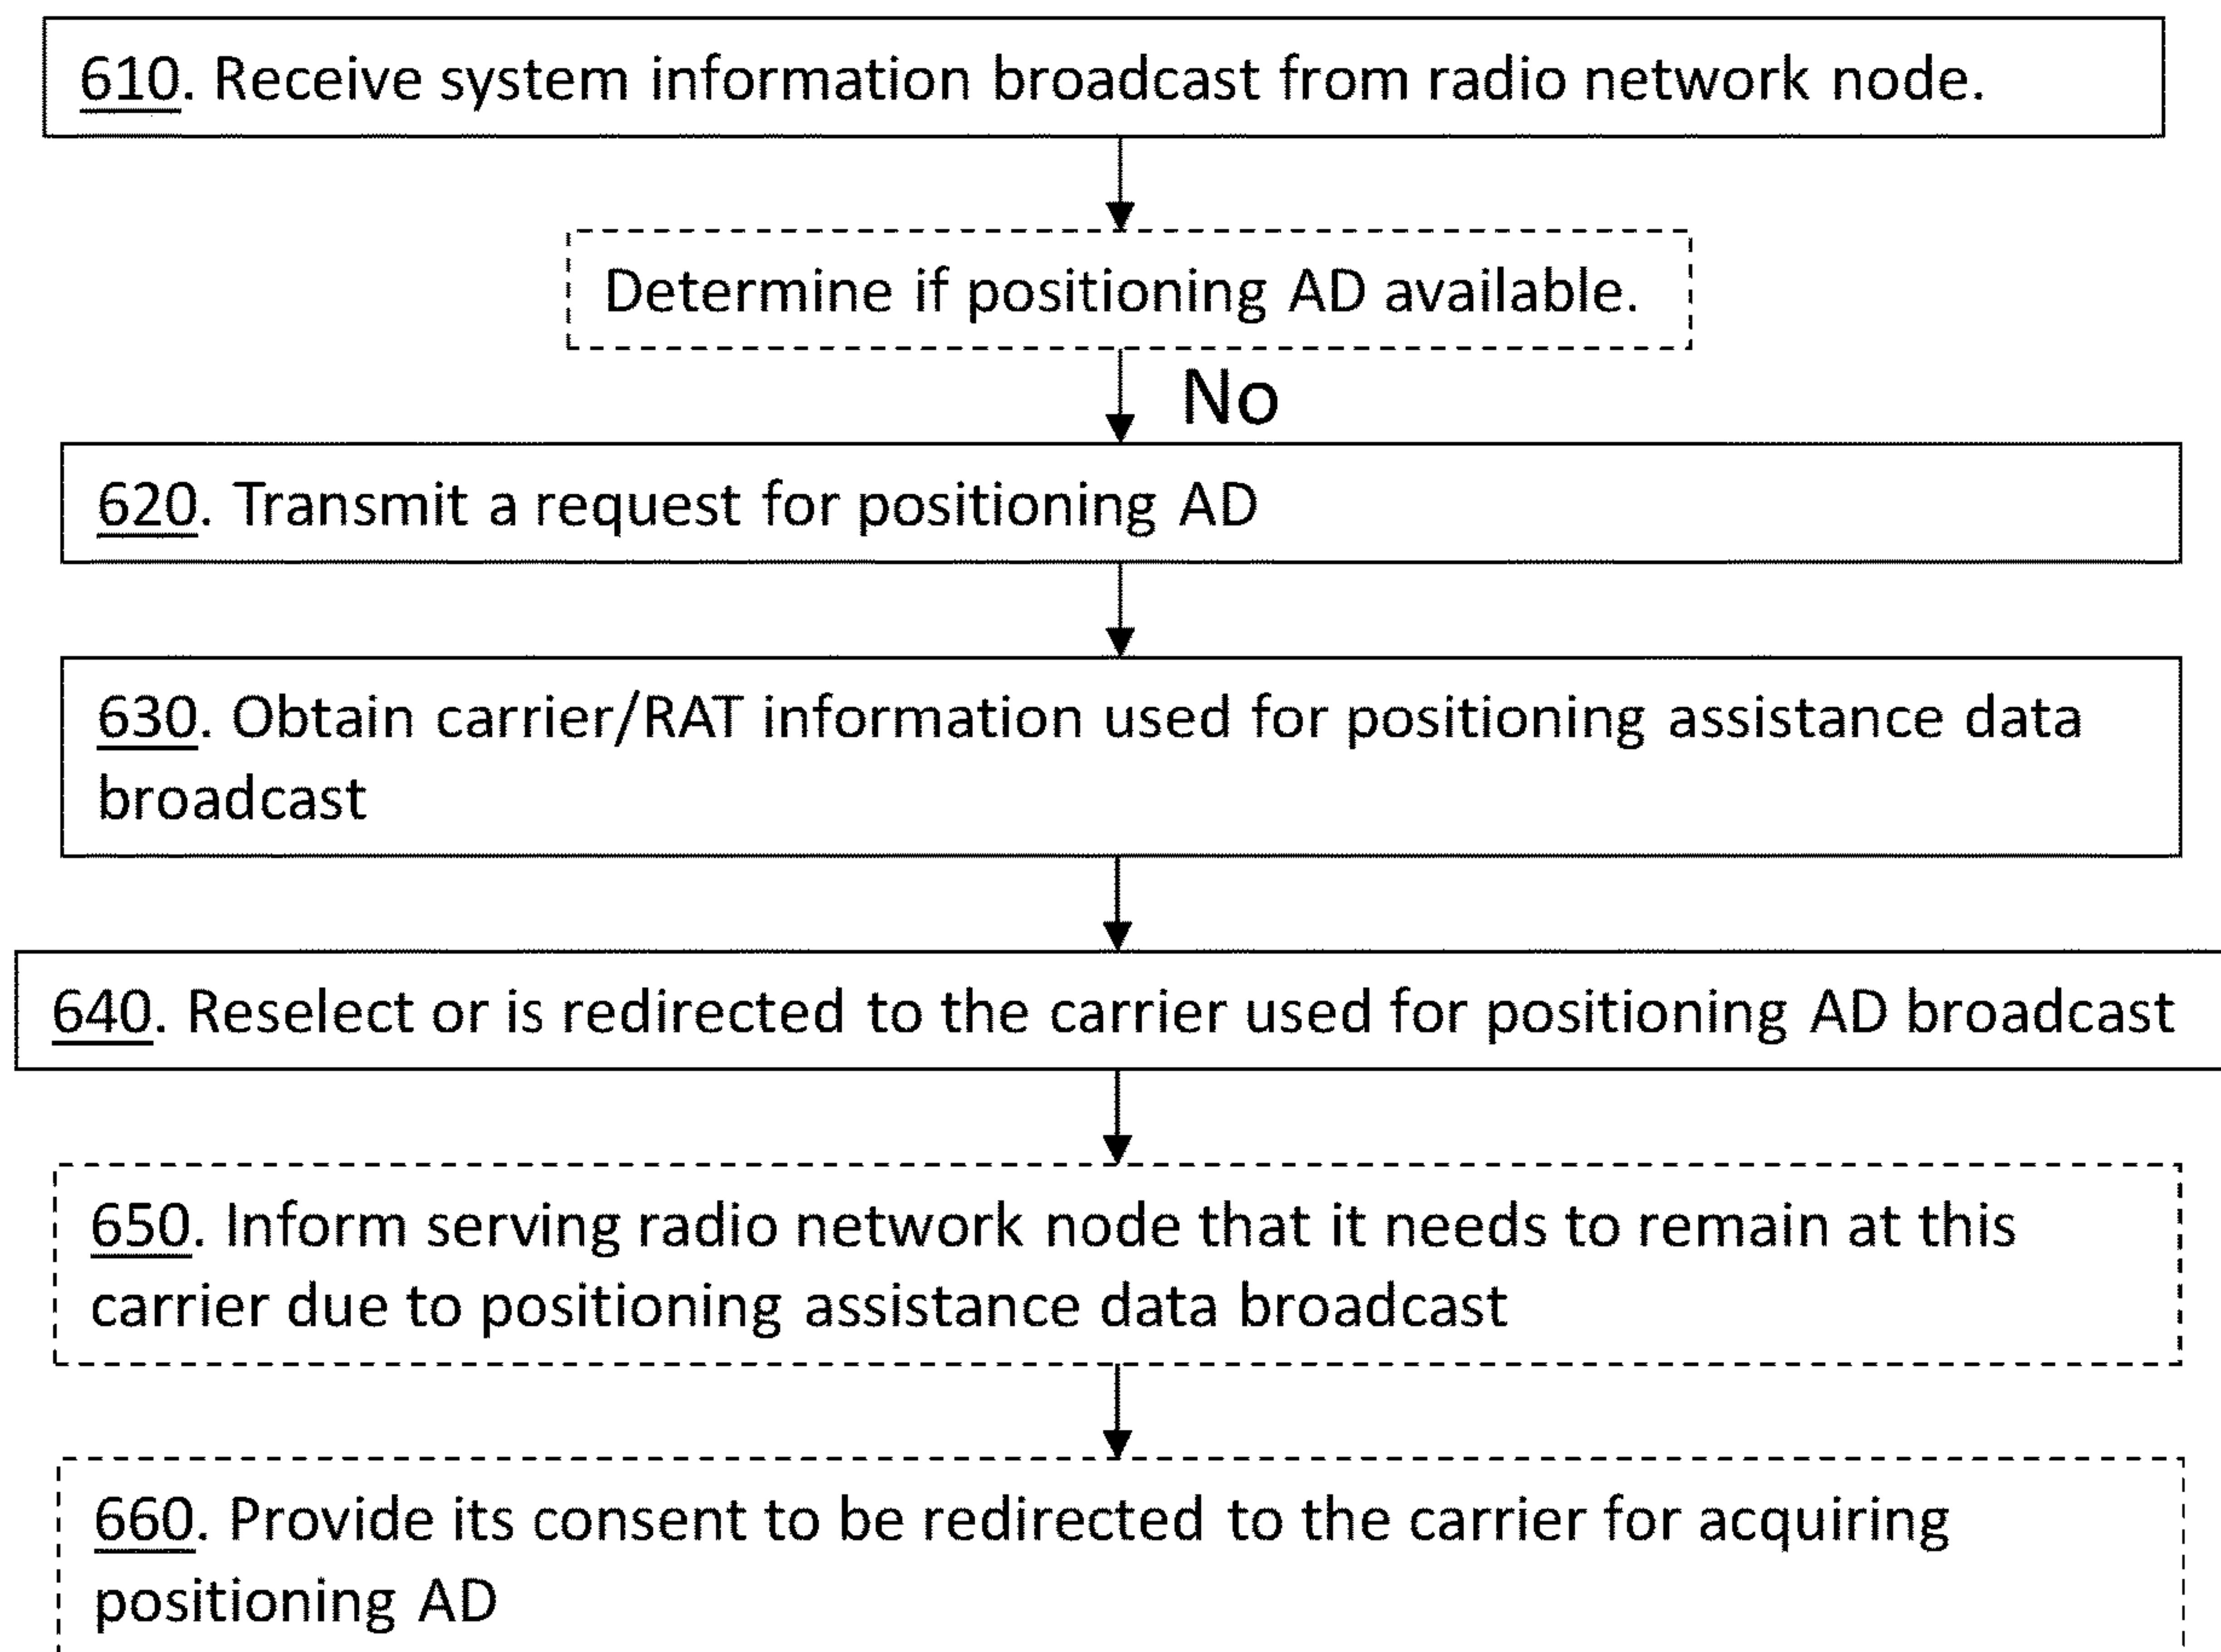 610. Receive system information broadcast from radio network node.
Determine if positioning AD available.
No
620. Transmit a request for positioning AD
630. Obtain carrier/RAT information used for positioning assistance data
broadcast
640. Reselect or is redirected to the carrier used for positioning AD broadcast
650. Inform serving radio network node that it needs to remain at this
carrier due to positioning assistance data broadcast
660. Provide its consent to be redirected to the carrier for acquiring
positioning AD